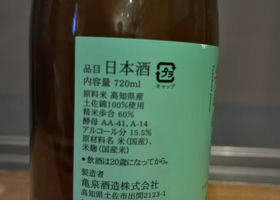 品目 日本酒
内容量 720ml
キャップ
原料米 高知県産
土佐錦100%使用
精米歩合 60%
酵母 AA-41、A-14
アルコール分 15.5%
原材料名 米(国産)、
米麹(国産米)
•飲酒は20歳になってから。
製造者
亀泉酒造株式会社
高知県土佐市出間2123-1